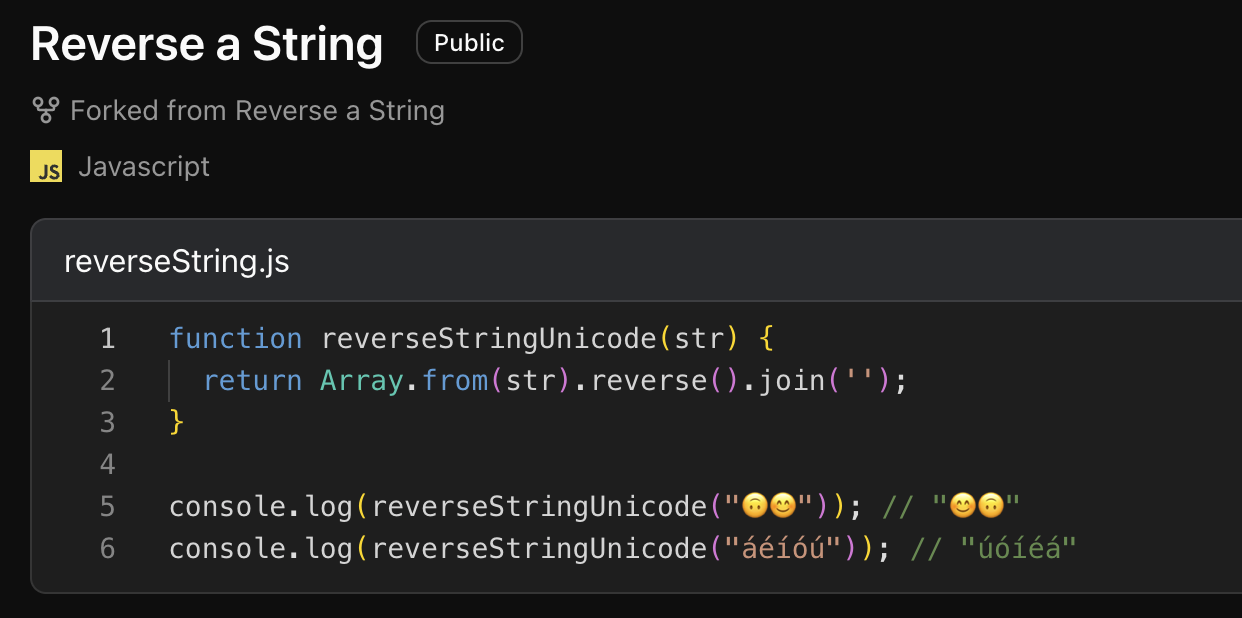 Reverse a String Public
Forked from Reverse a String
JS Javascript
reverseString.js
1 function reverseStringUnicode(str) {
2   return Array.from(str).reverse().join('');
3 }
4
5 console.log(reverseStringUnicode("🙃😊")); // "😊🙃"
6 console.log(reverseStringUnicode("áéíóú")); // "úóíéá"